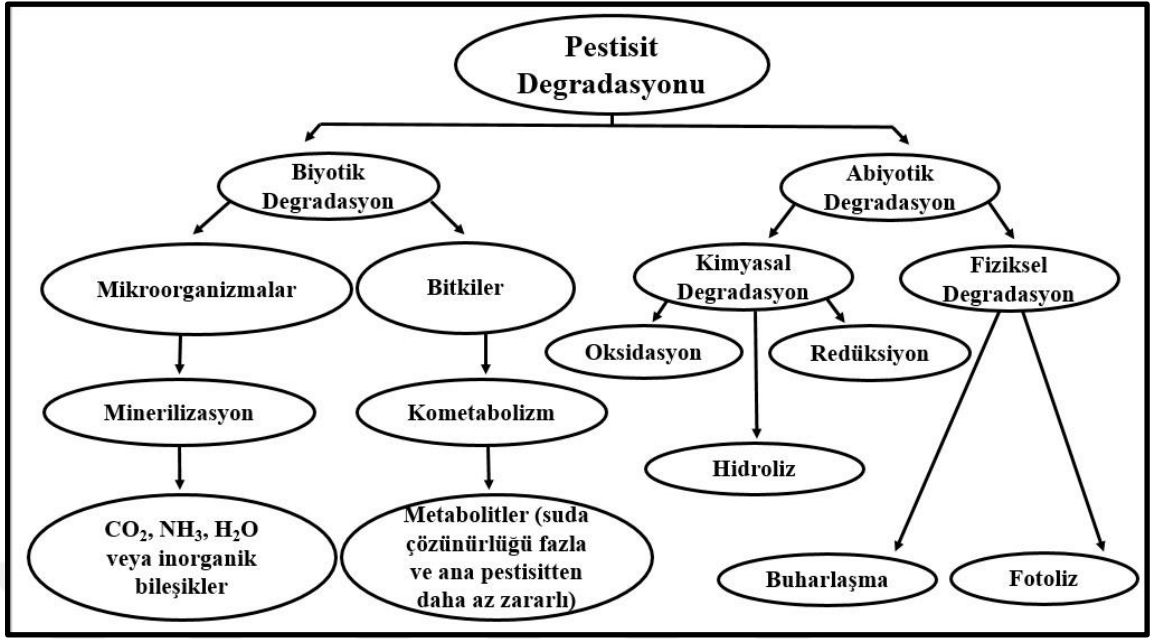 Pestisit
Degradasyonu
Biyotik
Degradasyon
Abiyotik
Degradasyon
Mikroorganizmalar
Bitkiler
Kimyasal
Degradasyon
Fiziksel
Degradasyon
Oksidasyon
Redüksiyon
Minerilizasyon
Kometabolizm
Hidroliz
CO₂, NH₃, H₂O
veya inorganik
bileşikler
Metabolitler (suda
çözünürlüğü fazla
ve ana pestisitten
daha az zararlı)
Buharlaşma
Fotoliz